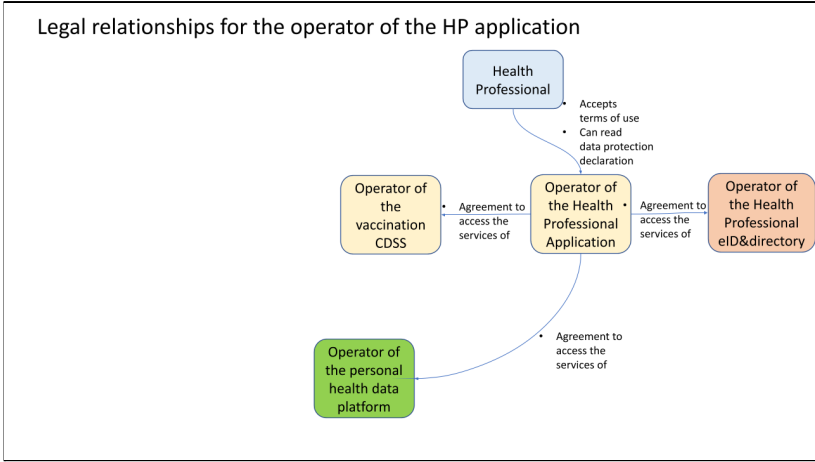 Legal relationships for the operator of the HP application
Health
Professional
• Accepts
terms of use
• Can read
data protection
declaration
Operator of
the
vaccination
CDSS
• Agreement to
access the
services of
Operator of
the Health
Professional
Application
• Agreement to
access the
services of
Operator of
the Health
Professional
eID&directory
• Agreement to
access the
services of
Operator of
the personal
health data
platform